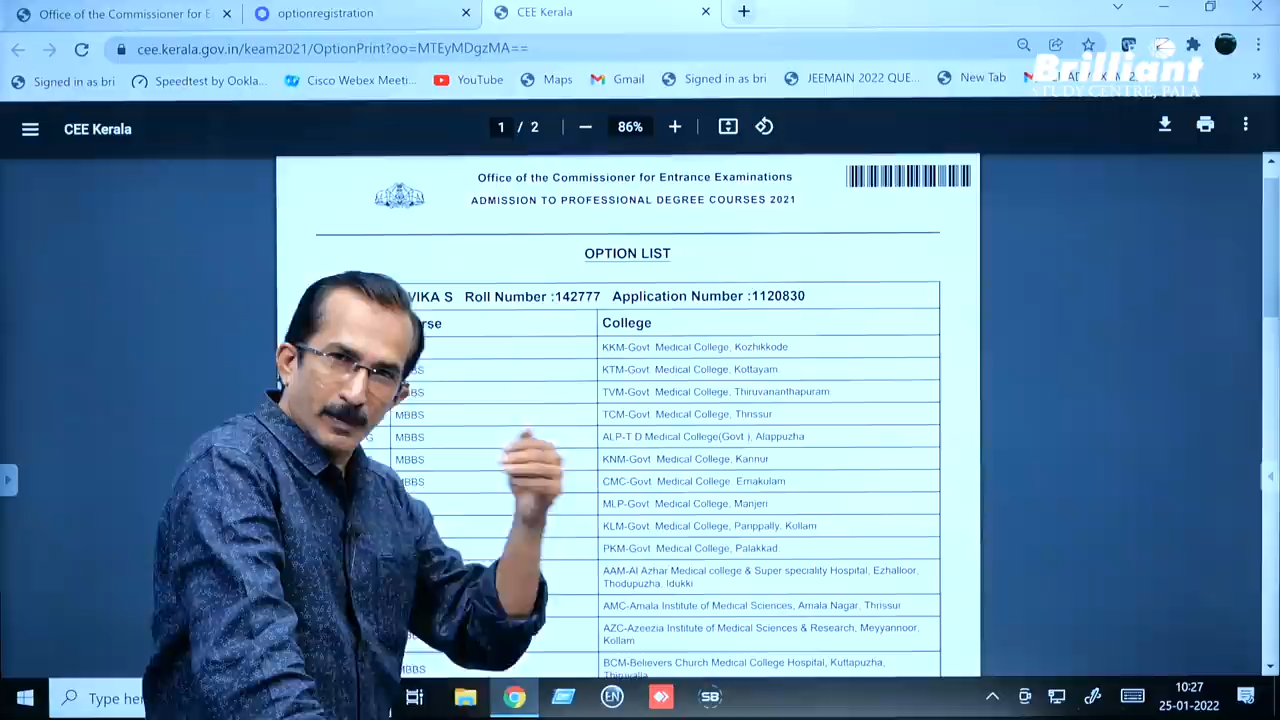 Office of the Commissioner for E
optionregistration
CEE Kerala
cee.kerala.gov.in/keam2021/OptionPrint?oo=MTEyMDgzMA==
Signed in as bri
Speedtest by Ookla...
Cisco Webex Meeti...
YouTube
Maps
Gmail
Signed in as bri
JEEMAIN 2022 QUE...
New Tab
Brilliant
STUDY CENTRE, PALA
CEE Kerala
1 / 2
86%
Office of the Commissioner for Entrance Examinations
ADMISSION TO PROFESSIONAL DEGREE COURSES 2021
OPTION LIST
VIKA S Roll Number :142777 Application Number :1120830
rse College
KKM-Govt Medical College, Kozhikkode
BS KTM-Govt Medical College, Kottayam
BS TVM-Govt Medical College, Thiruvananthapuram
MBBS TCM-Govt Medical College, Thrissur
G MBBS ALP-T D Medical College(Govt ), Alappuzha
MBBS KNM-Govt Medical College, Kannur
BBS CMC-Govt Medical College, Ernakulam
MLP-Govt Medical College, Manjeri
KLM-Govt Medical College, Parippally, Kollam
PKM-Govt Medical College, Palakkad
AAM-Al Azhar Medical college & Super speciality Hospital, Ezhalloor,
Thodupuzha, Idukki
AMC-Amala Institute of Medical Sciences, Amala Nagar, Thrissur
BS AZC-Azeezia Institute of Medical Sciences & Research, Meyyannoor,
Kollam
MBBS BCM-Believers Church Medical College Hospital, Kuttapuzha,
Thiruvalla
Type her
EN
SB
10:27
25-01-2022